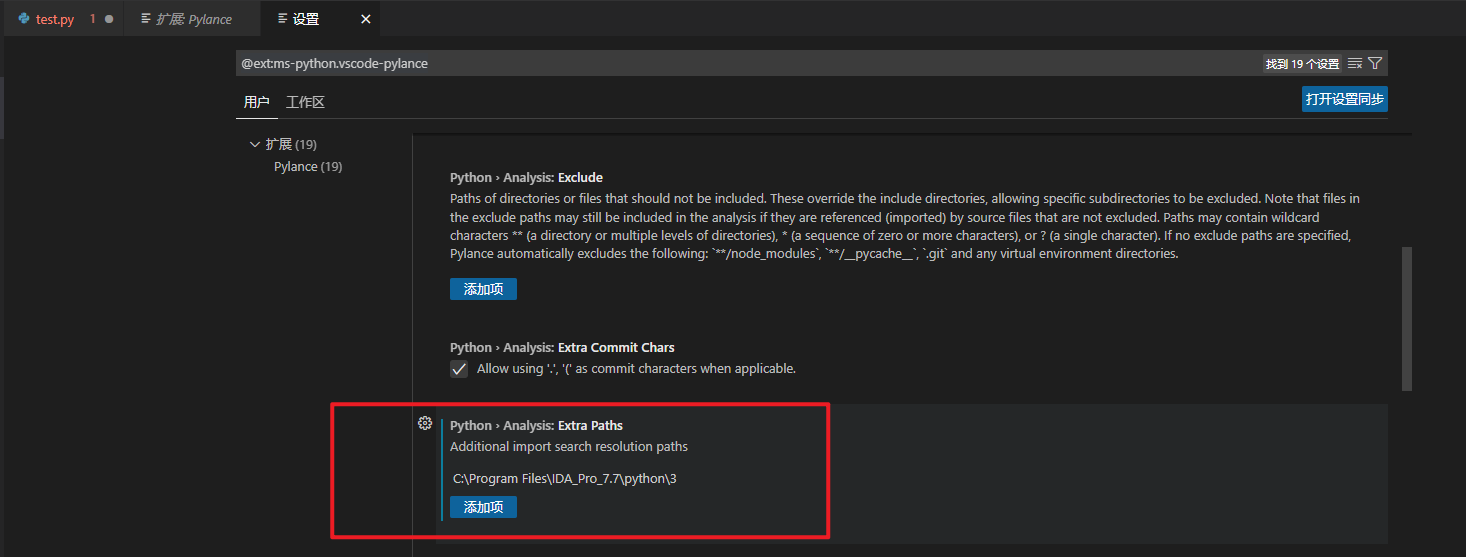 test.py 1 扩展: Pylance 设置
@ext:ms-python.vscode-pylance 找到 19 个设置
用户 工作区 打开设置同步
扩展 (19)
Pylance (19)
Python › Analysis: Exclude
Paths of directories or files that should not be included. These override the include directories, allowing specific subdirectories to be excluded. Note that files in
the exclude paths may still be included in the analysis if they are referenced (imported) by source files that are not excluded. Paths may contain wildcard
characters ** (a directory or multiple levels of directories), * (a sequence of zero or more characters), or ? (a single character). If no exclude paths are specified,
Pylance automatically excludes the following: `**/node_modules`, `**/__pycache__`, `.git` and any virtual environment directories.
添加项
Python › Analysis: Extra Commit Chars
Allow using '.', '(' as commit characters when applicable.
Python › Analysis: Extra Paths
Additional import search resolution paths
C:\Program Files\IDA_Pro_7.7\python\3
添加项